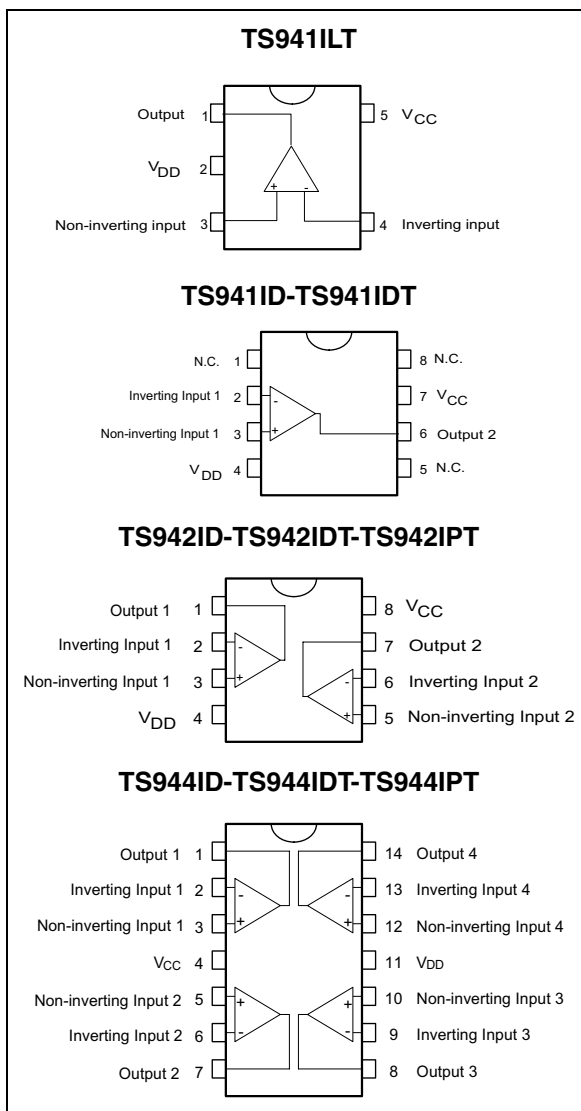 TS941ILT
Output 1 5 VCC
VDD 2
+ -
Non-inverting input 3 4 Inverting input
TS941ID-TS941IDT
N.C. 1 8 N.C.
Inverting Input 1 2 - 7 VCC
Non-inverting Input 1 3 + 6 Output 2
VDD 4 5 N.C.
TS942ID-TS942IDT-TS942IPT
Output 1 1 8 VCC
Inverting Input 1 2 - 7 Output 2
Non-inverting Input 1 3 + - 6 Inverting Input 2
VDD 4 + 5 Non-inverting Input 2
TS944ID-TS944IDT-TS944IPT
Output 1 1 14 Output 4
Inverting Input 1 2 - - 13 Inverting Input 4
Non-inverting Input 1 3 + + 12 Non-inverting Input 4
VCC 4 11 VDD
Non-inverting Input 2 5 + + 10 Non-inverting Input 3
Inverting Input 2 6 - - 9 Inverting Input 3
Output 2 7 8 Output 3